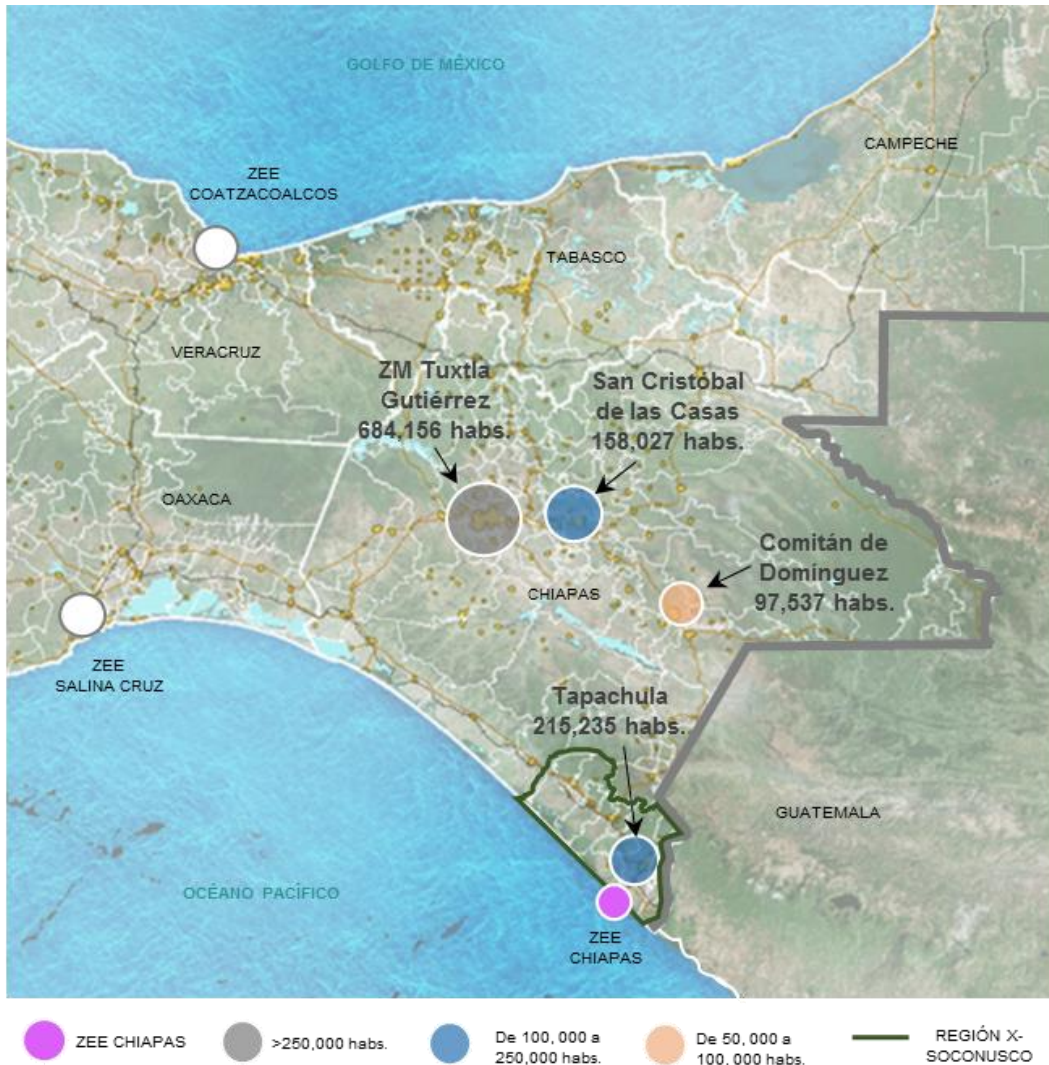 GOLFO DE MÉXICO
CAMPECHE
ZEE
COATZACOALCOS
TABASCO
VERACRUZ
ZM Tuxtla
Gutiérrez
684,156 habs.
San Cristóbal
de las Casas
158,027 habs.
OAXACA
Comitán de
Domínguez
97,537 habs.
CHIAPAS
ZEE
SALINA CRUZ
Tapachula
215,235 habs.
GUATEMALA
OCÉANO PACÍFICO
ZEE
CHIAPAS
ZEE CHIAPAS
>250,000 habs.
De 100, 000 a
250,000 habs.
De 50, 000 a
100, 000 habs.
REGIÓN X-
SOCONUSCO